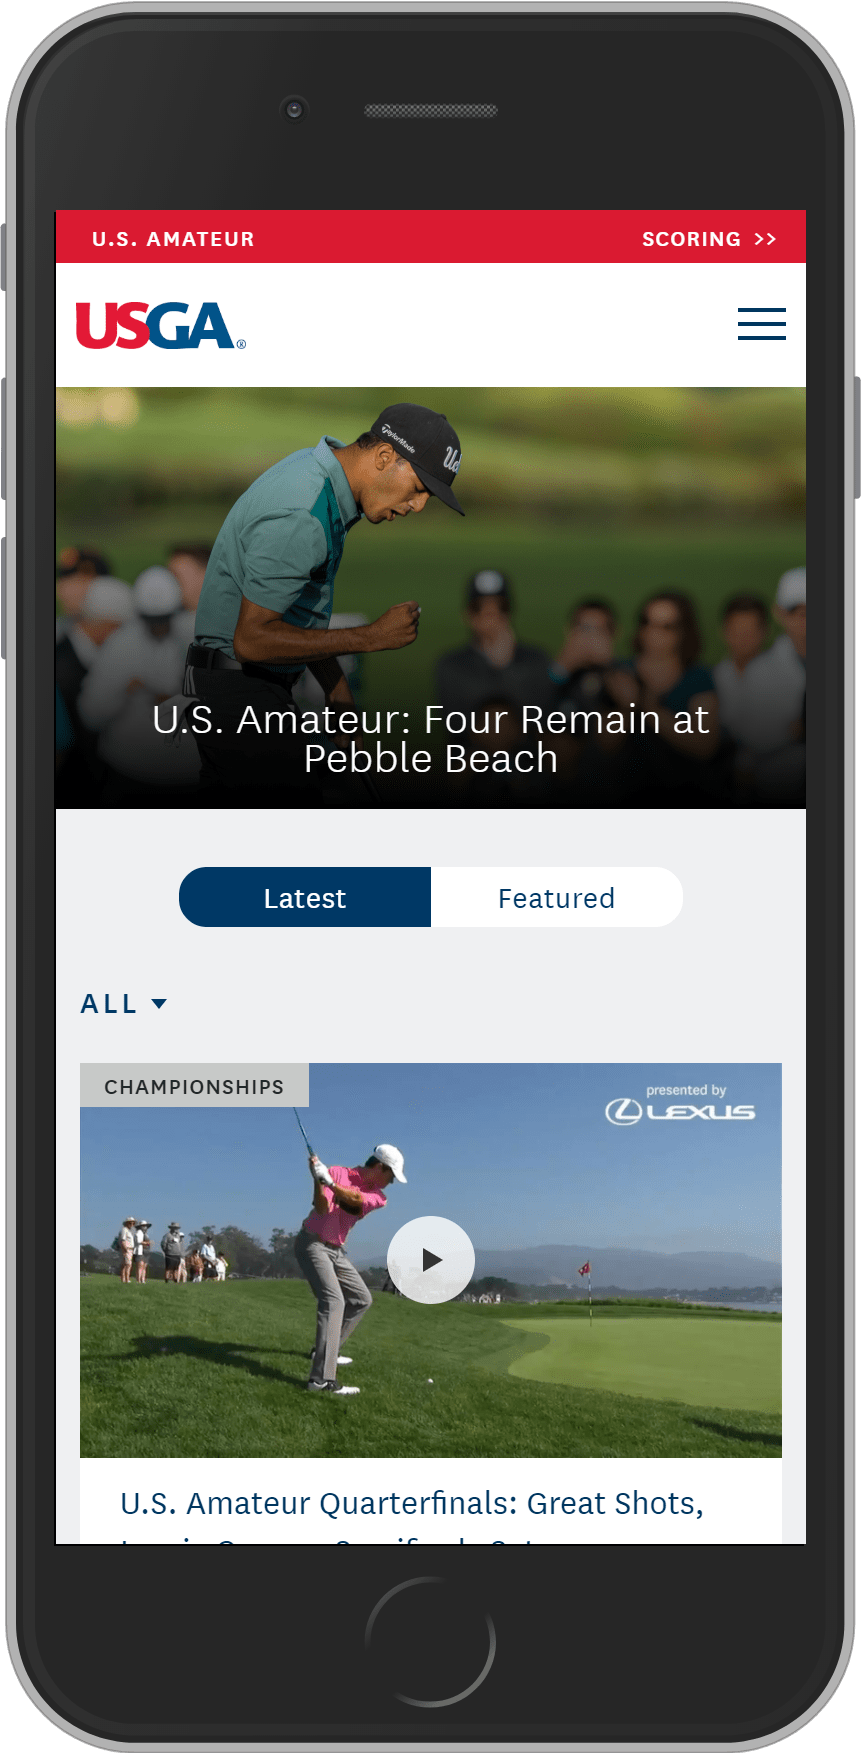 U.S. AMATEUR
SCORING >>
USGA®
TaylorMade
U.S. Amateur: Four Remain at
Pebble Beach
Latest
Featured
ALL
CHAMPIONSHIPS
presented by
LEXUS
U.S. Amateur Quarterfinals: Great Shots,